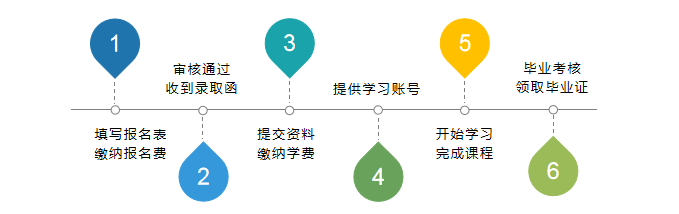 1
填写报名表
缴纳报名费
审核通过
收到录取函
2
3
提交资料
缴纳学费
提供学习账号
4
5
开始学习
完成课程
毕业考核
领取毕业证
6